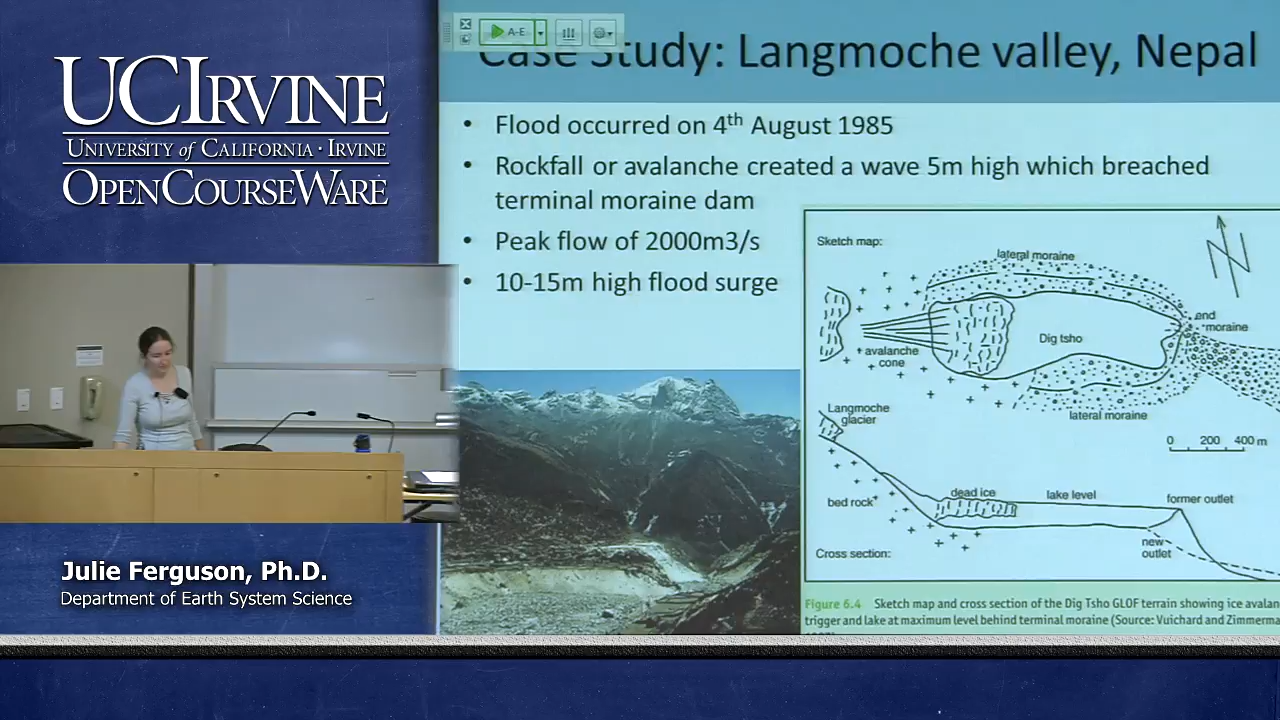 UCIRVINE
UNIVERSITY of CALIFORNIA · IRVINE
OPENCOURSEWARE
Julie Ferguson, Ph.D.
Department of Earth System Science
A-E
Case Study: Langmoche valley, Nepal
• Flood occurred on 4th August 1985
• Rockfall or avalanche created a wave 5m high which breached
terminal moraine dam
• Peak flow of 2000m3/s
• 10-15m high flood surge
Sketch map:
lateral moraine
N
end
moraine
Dig tsho
avalanche
cone
lateral moraine
Langmoche
glacier
0 200 400 m
dead ice
lake level
former outlet
bed rock
new
outlet
Cross section:
Figure 6.4 Sketch map and cross section of the Dig Tsho GLOF terrain showing ice avalan
trigger and lake at maximum level behind terminal moraine (Source: Vuichard and Zimmerma